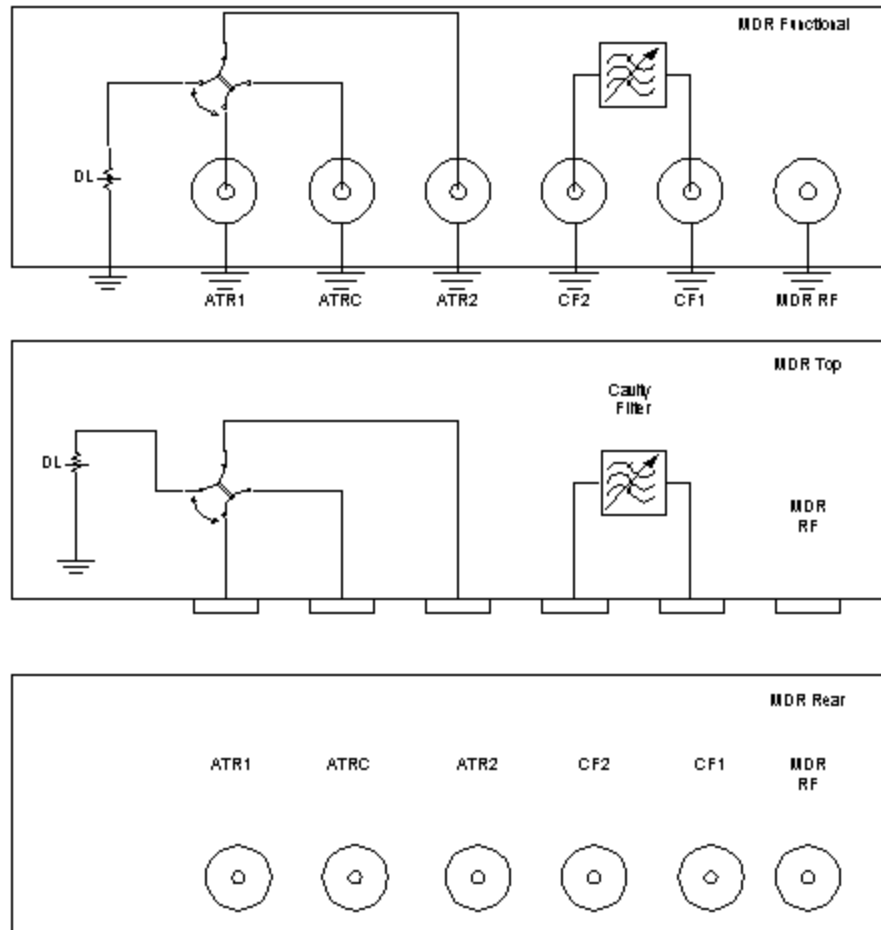 MDR Functional
DL
ATR1 ATRC ATR2 CF2 CF1 MDR RF
MDR Top
Cavity
Filter
DL
MDR
RF
MDR Rear
ATR1 ATRC ATR2 CF2 CF1 MDR
RF